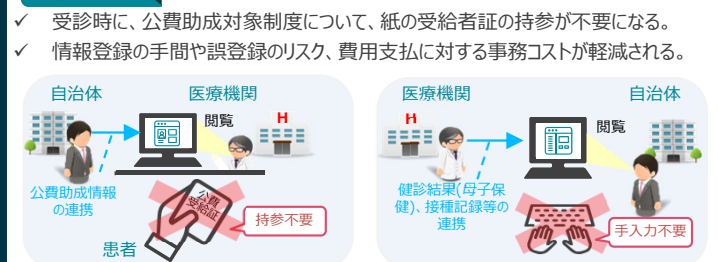 ✓ 受診時に、公費助成対象制度について、紙の受給者証の持参が不要になる。
✓ 情報登録の手間や誤登録のリスク、費用支払に対する事務コストが軽減される。
自治体
医療機関
閲覧
H
公費助成情報
の連携
公費
受給証
持参不要
患者
医療機関
自治体
H
閲覧
健診結果(母子保
健)、接種記録等の
連携
手入力不要